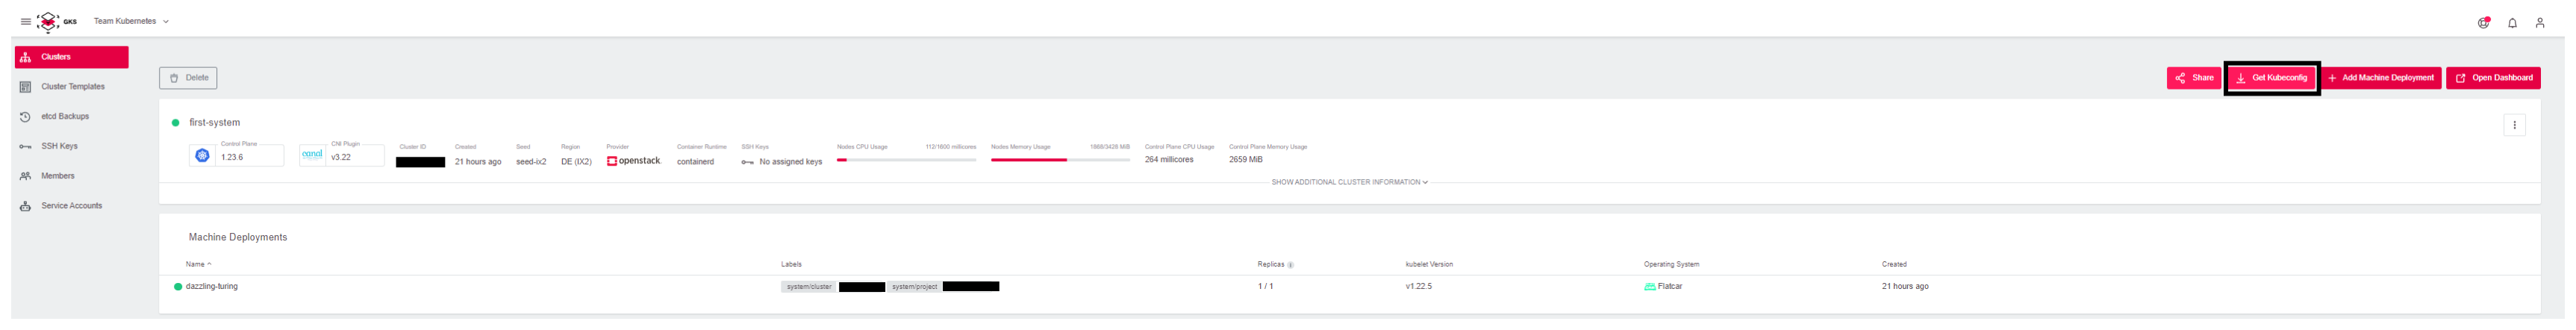 GKS Team Kubernetes
Clusters
Cluster Templates
etcd Backups
SSH Keys
Members
Service Accounts
Delete
Share
Get Kubeconfig
+ Add Machine Deployment
Open Dashboard
first-system
Control Plane
1.23.6
CNI Plugin
canal
v3.22
Cluster ID
Created
21 hours ago
Seed
seed-ix2
Region
DE (IX2)
Provider
openstack.
Container Runtime
containerd
SSH Keys
No assigned keys
Nodes CPU Usage 112/1600 millicores
Nodes Memory Usage 1866/3428 MiB
Control Plane CPU Usage
264 millicores
Control Plane Memory Usage
2659 MiB
SHOW ADDITIONAL CLUSTER INFORMATION
Machine Deployments
Name Labels Replicas kubelet Version Operating System Created
dazzling-turing system/cluster system/project 1 / 1 v1.22.5 Flatcar 21 hours ago